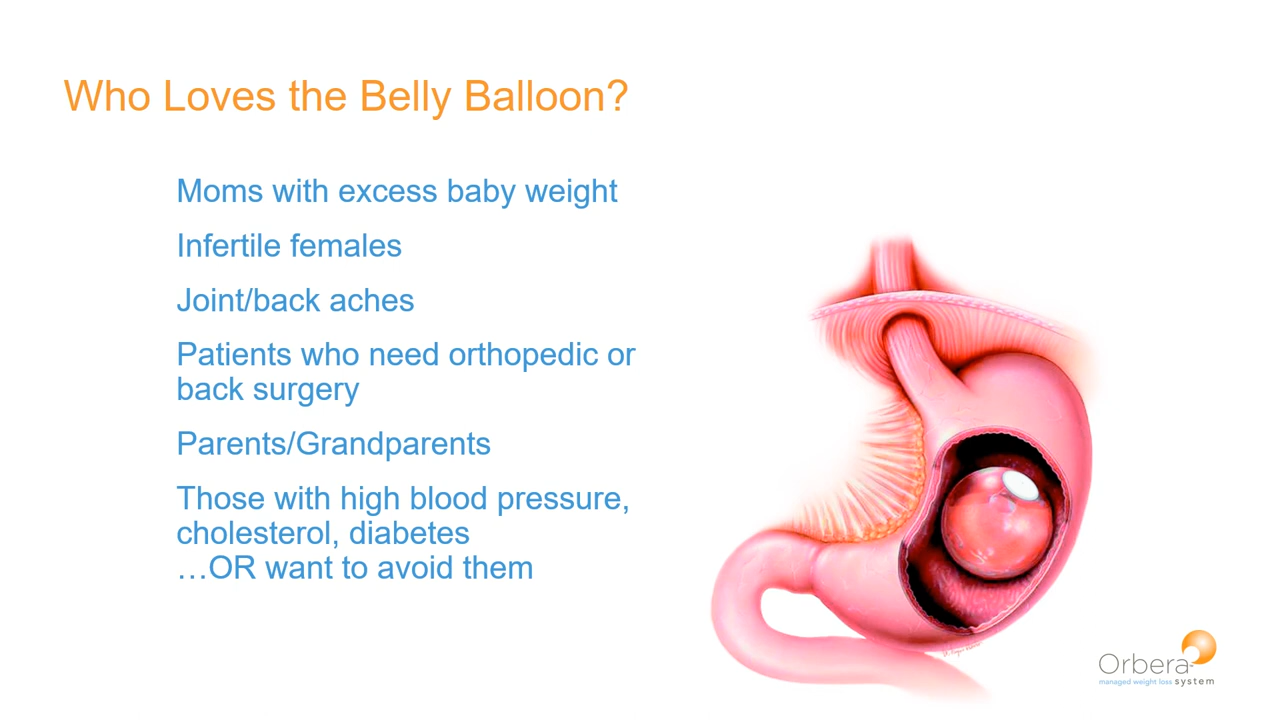 Who Loves the Belly Balloon?
Moms with excess baby weight
Infertile females
Joint/back aches
Patients who need orthopedic or
back surgery
Parents/Grandparents
Those with high blood pressure,
cholesterol, diabetes
…OR want to avoid them
Orbera
managed weight loss system